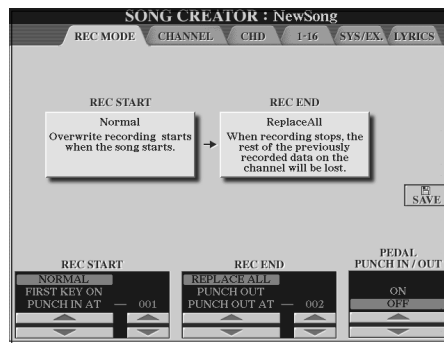 SONG CREATOR : NewSong
REC MODE CHANNEL CHD 1-16 SYS/EX. LYRICS
REC START REC END
Normal
Overwrite recording starts
when the song starts.
ReplaceAll
When recording stops, the
rest of the previously
recorded data on the
channel will be lost.
SAVE
REC START
NORMAL
FIRST KEY ON
PUNCH IN AT — 001
REC END
REPLACE ALL
PUNCH OUT
PUNCH OUT AT — 002
PEDAL
PUNCH IN / OUT
ON
OFF